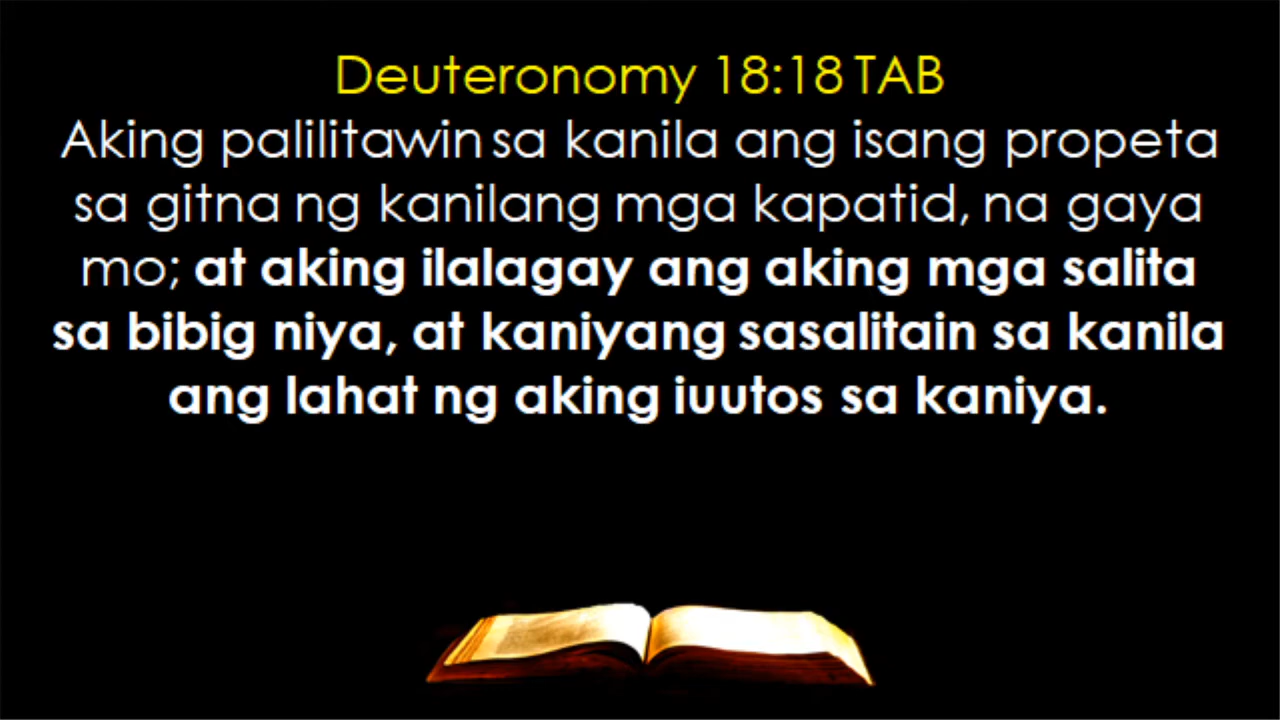 Deuteronomy 18:18 TAB
Aking palilitawin sa kanila ang isang propeta
sa gitna ng kanilang mga kapatid, na gaya
mo; at aking ilalagay ang aking mga salita
sa bibig niya, at kaniyang sasalitain sa kanila
ang lahat ng aking iuutos sa kaniya.